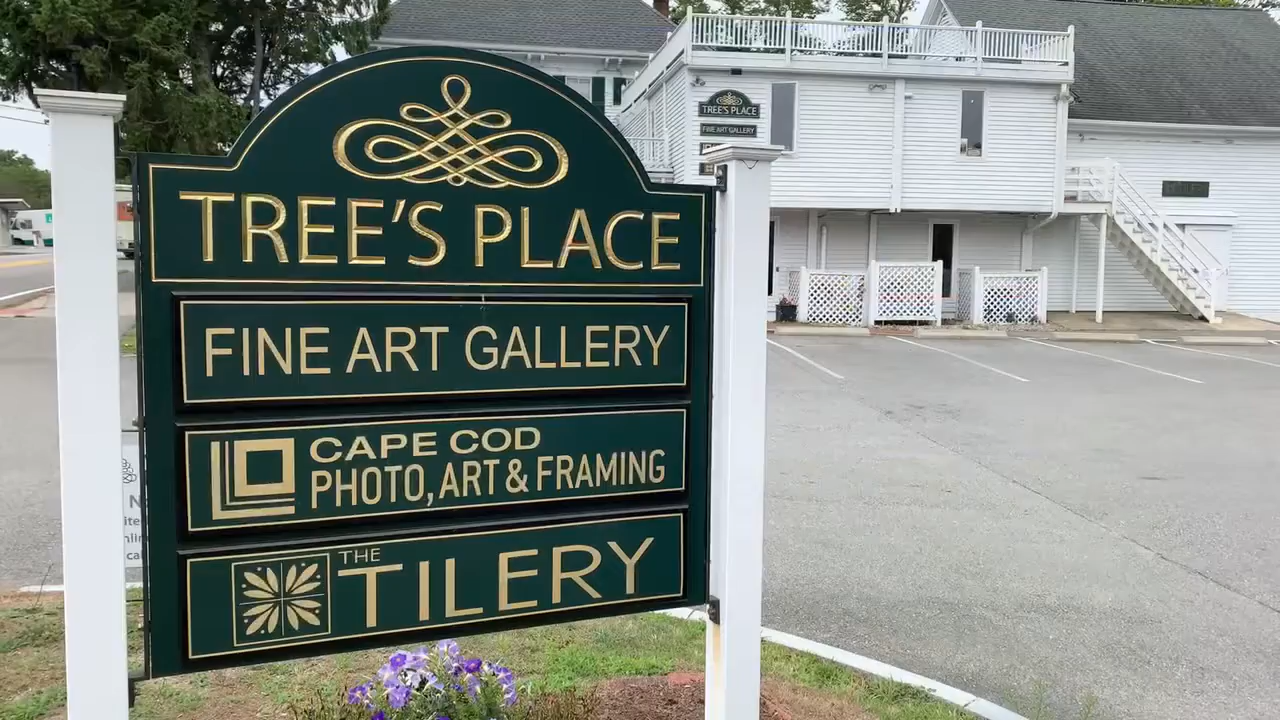 TREE'S PLACE
FINE ART GALLERY
CAPE COD
PHOTO, ART & FRAMING
THE
TILERY
TREE'S PLACE
FINE ART GALLERY